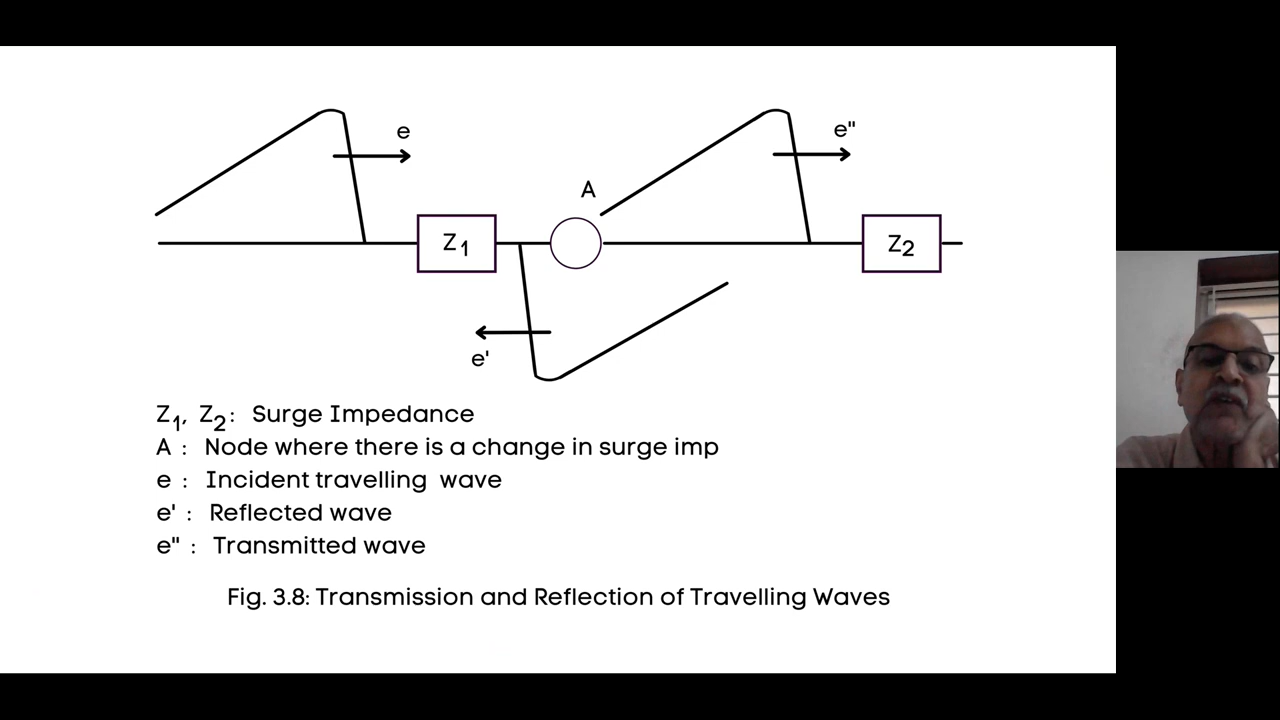 e
e"
A
Z1
Z2
e'
Z1, Z2: Surge Impedance
A : Node where there is a change in surge imp
e : Incident travelling wave
e' : Reflected wave
e" : Transmitted wave
Fig. 3.8: Transmission and Reflection of Travelling Waves